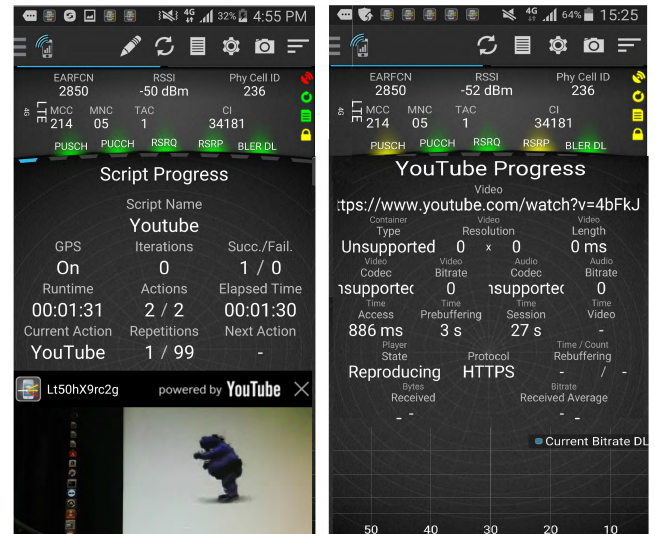 4G 32% 4:55 PM
EARFCN RSSI Phy Cell ID
2850 -50 dBm 236
4G LTE MCC MNC TAC CI
214 05 1 34181
PUSCH PUCCH RSRQ RSRP BLER DL
Script Progress
Script Name
Youtube
GPS Iterations Succ./Fail.
On 0 1 / 0
Runtime Actions Elapsed Time
00:01:31 2 / 2 00:01:30
Current Action Repetitions Next Action
YouTube 1 / 99 -
Lt50hX9rc2g powered by YouTube
4G 64% 15:25
EARFCN RSSI Phy Cell ID
2850 -52 dBm 236
4G LTE MCC MNC TAC CI
214 05 1 34181
PUSCH PUCCH RSRQ RSRP BLER DL
YouTube Progress
Video
ttps://www.youtube.com/watch?v=4bFkJ
Container Video Video
Type Resolution Length
Unsupported 0 x 0 0 ms
Video Video Audio Audio
Codec Bitrate Codec Bitrate
nsupported 0 nsupported 0
Time Time Time Time
Access Prebuffering Session Video
886 ms 3 s 27 s -
Player Time / Count
State Protocol Rebuffering
Reproducing HTTPS - / -
Bytes Bitrate
Received Received Average
- - - -
Current Bitrate DL
50 40 30 20 10